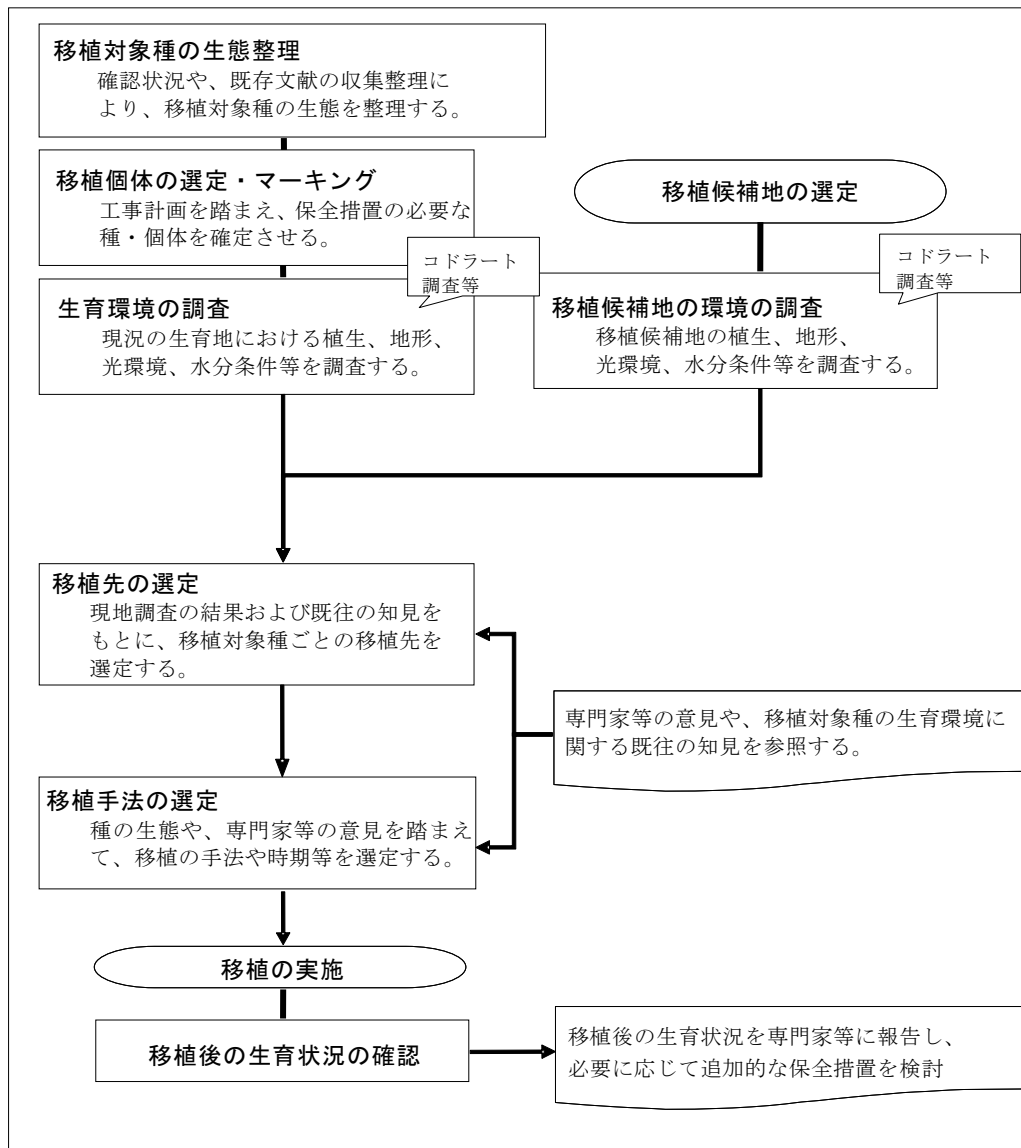 移植対象種の生態整理
確認状況や、既存文献の収集整理に
より、移植対象種の生態を整理する。
移植個体の選定・マーキング
工事計画を踏まえ、保全措置の必要な
種・個体を確定させる。
コドラート
調査等
生育環境の調査
現況の生育地における植生、地形、
光環境、水分条件等を調査する。
移植候補地の選定
コドラート
調査等
移植候補地の環境の調査
移植候補地の植生、地形、
光環境、水分条件等を調査する。
移植先の選定
現地調査の結果および既往の知見を
もとに、移植対象種ごとの移植先を
選定する。
専門家等の意見や、移植対象種の生育環境に
関する既往の知見を参照する。
移植手法の選定
種の生態や、専門家等の意見を踏まえ
て、移植の手法や時期等を選定する。
移植の実施
移植後の生育状況の確認
移植後の生育状況を専門家等に報告し、
必要に応じて追加的な保全措置を検討